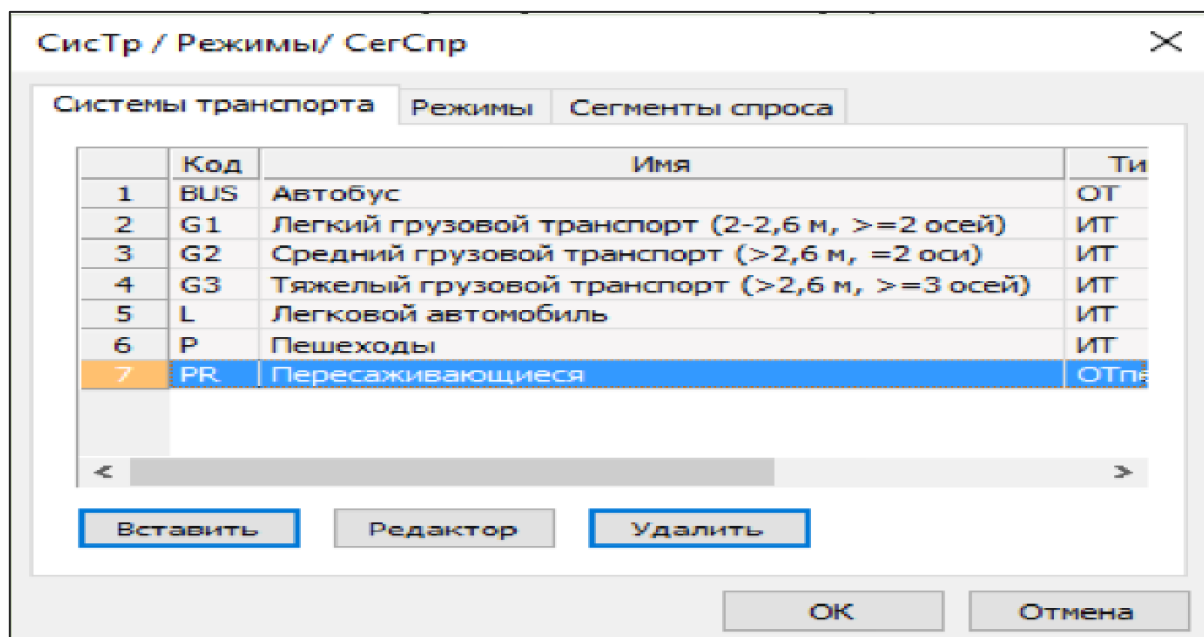 СисТр / Режимы/ СегСпр
Системы транспорта Режимы Сегменты спроса
Код Имя Ти
1 BUS Автобус ОТ
2 G1 Легкий грузовой транспорт (2-2,6 м, >=2 осей) ИТ
3 G2 Средний грузовой транспорт (>2,6 м, =2 оси) ИТ
4 G3 Тяжелый грузовой транспорт (>2,6 м, >=3 осей) ИТ
5 L Легковой автомобиль ИТ
6 P Пешеходы ИТ
7 PR Пересаживающиеся ОТпе
Вставить Редактор Удалить
ОК Отмена